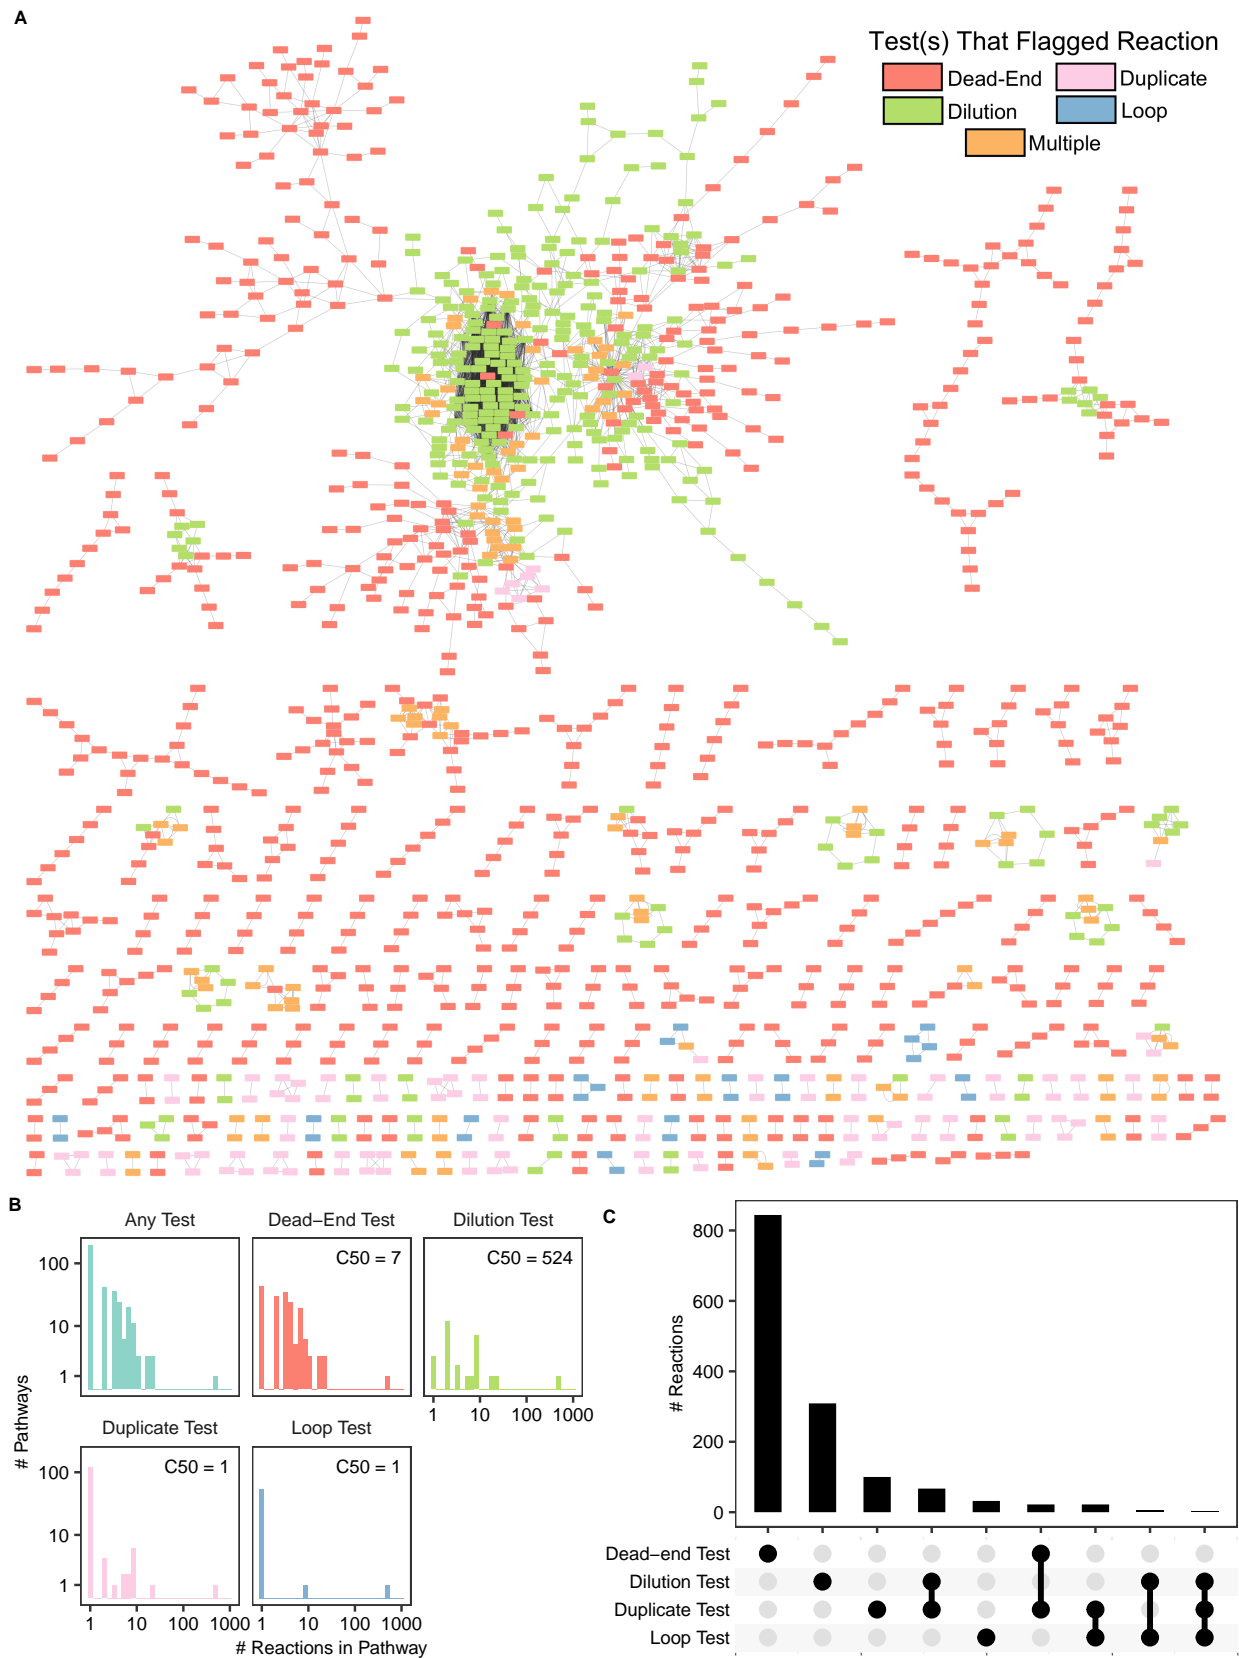 A
Test(s) That Flagged Reaction
Dead-End
Duplicate
Dilution
Loop
Multiple
B
Any Test
Dead−End Test
Dilution Test
C50 = 7
C50 = 524
100
10
1
1 10 100 1000
Duplicate Test
Loop Test
C50 = 1
C50 = 1
100
10
1
1 10 100 1000
1 10 100 1000
# Pathways
# Reactions in Pathway
C
800
600
400
200
0
# Reactions
Dead−end Test
Dilution Test
Duplicate Test
Loop Test